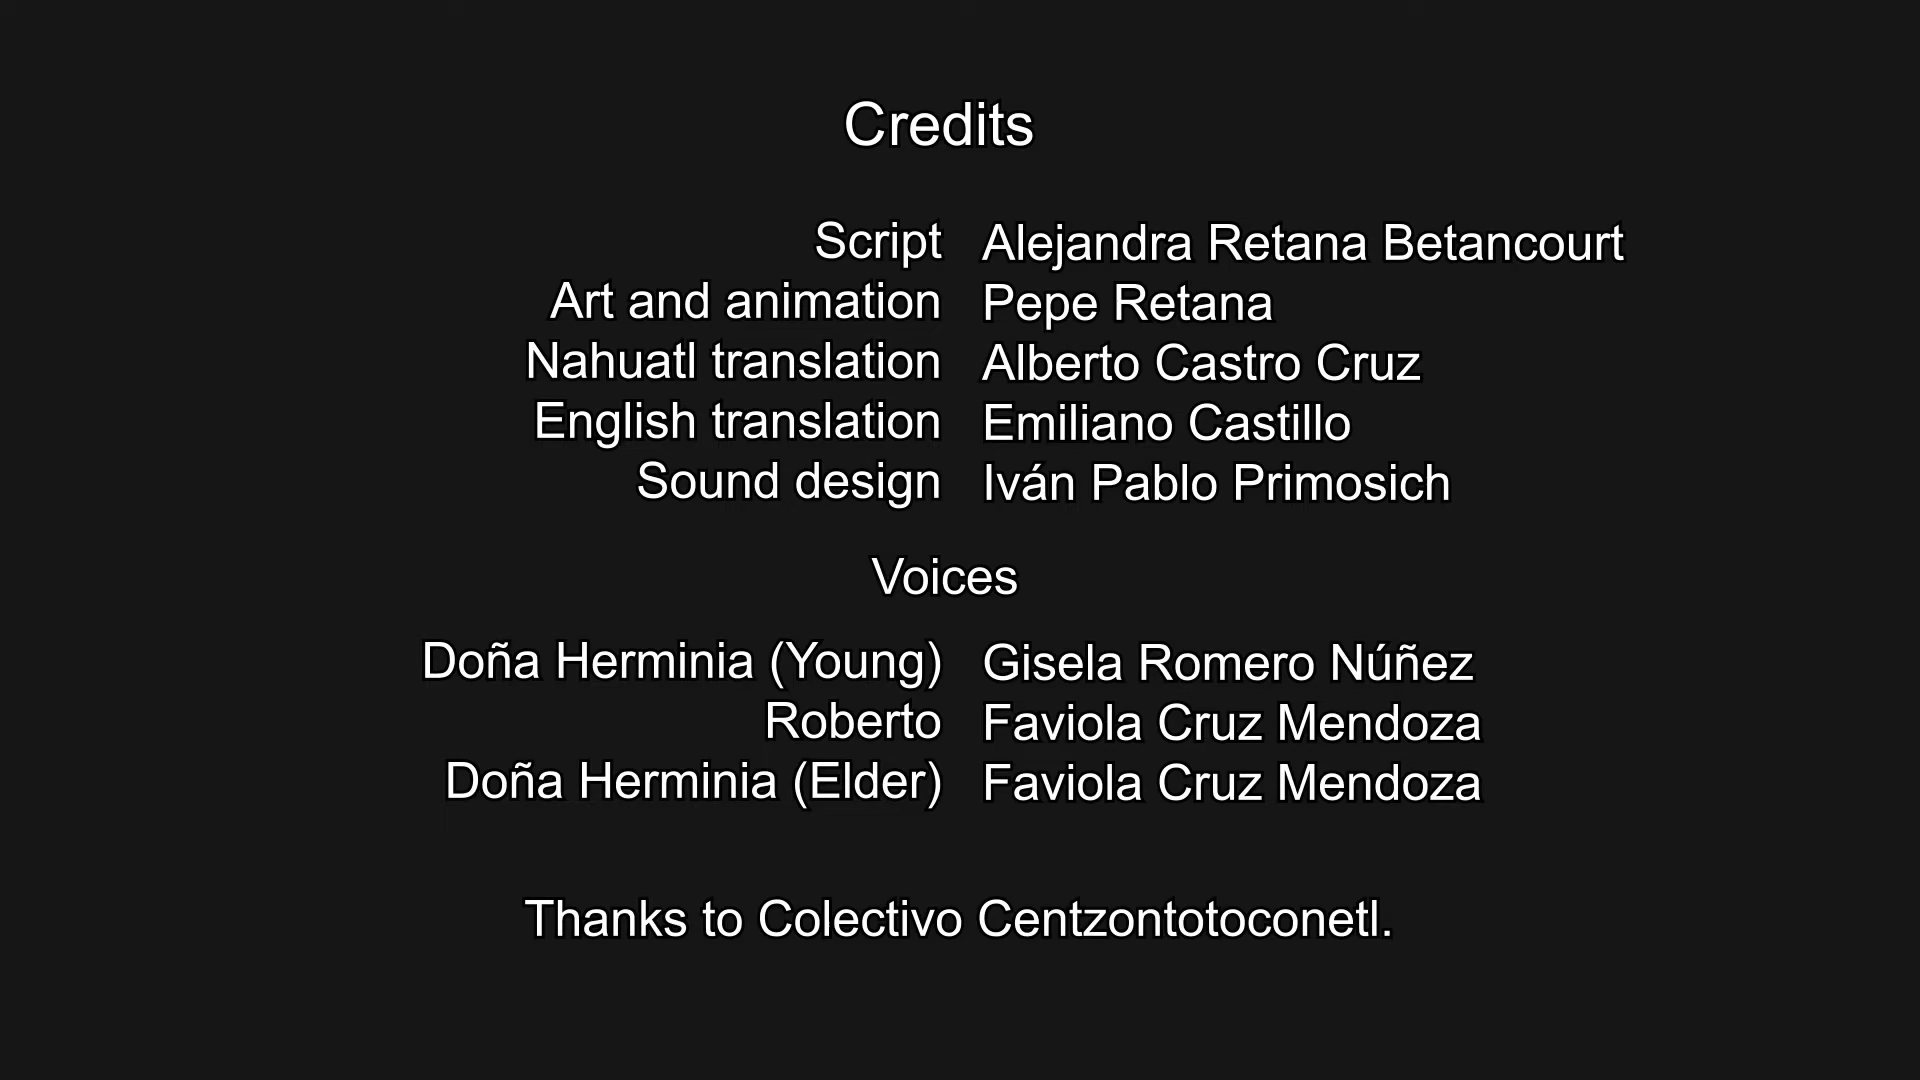 Credits
Script Alejandra Retana Betancourt
Art and animation Pepe Retana
Nahuatl translation Alberto Castro Cruz
English translation Emiliano Castillo
Sound design Iván Pablo Primosich
Voices
Doña Herminia (Young) Gisela Romero Núñez
Roberto Faviola Cruz Mendoza
Doña Herminia (Elder) Faviola Cruz Mendoza
Thanks to Colectivo Centzontotoconetl.